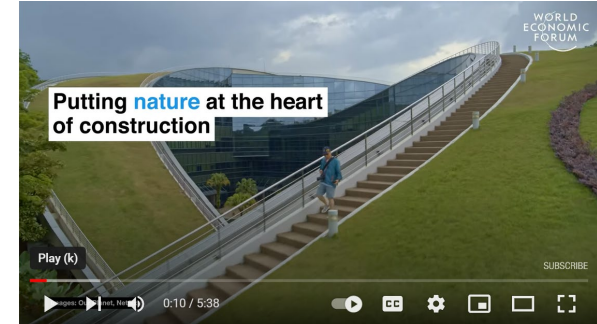 WORLD
ECONOMIC
FORUM
Putting nature at the heart
of construction
Play (k)
SUBSCRIBE
0:10 / 5:38
CC